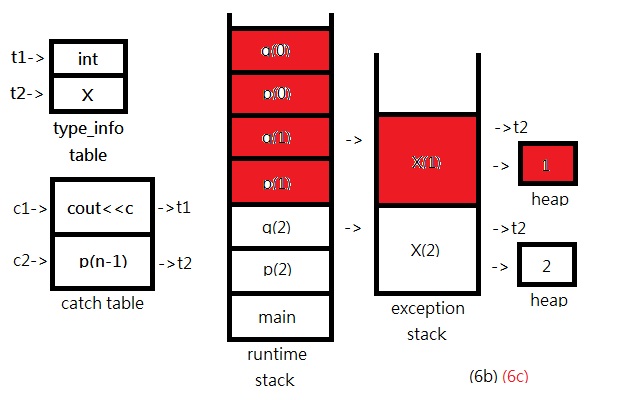 t1->
int
t2->
X
type_info
table
c1->
cout<<c
->t1
c2->
p(n-1)
->t2
catch table
q(0)
p(0)
q(1)
p(1)
q(2)
p(2)
main
runtime
stack
->
->
X(1)
X(2)
exception
stack
->t2
->
1
heap
->t2
->
2
heap
(6b) (6c)